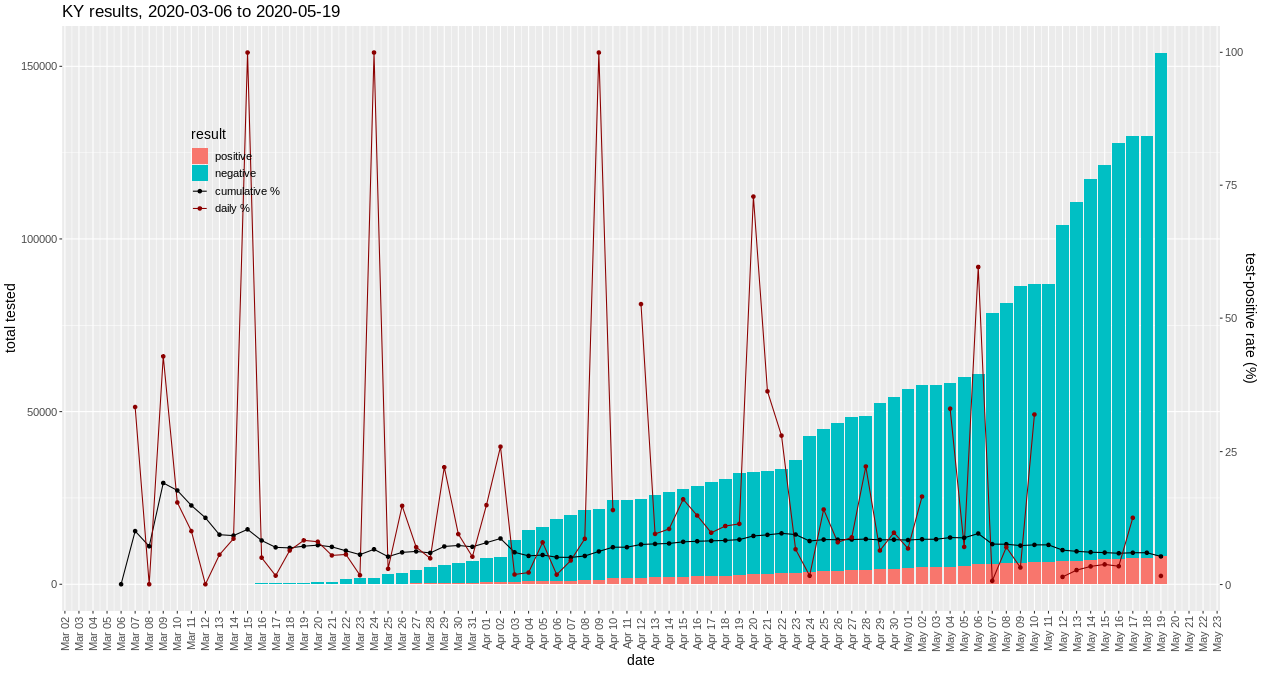 KY results, 2020-03-06 to 2020-05-19
total tested
150000
100000
50000
0
result
positive
negative
cumulative %
daily %
100
75
50
25
0
test-positive rate (%)
Mar 02
Mar 03
Mar 04
Mar 05
Mar 06
Mar 07
Mar 08
Mar 09
Mar 10
Mar 11
Mar 12
Mar 13
Mar 14
Mar 15
Mar 16
Mar 17
Mar 18
Mar 19
Mar 20
Mar 21
Mar 22
Mar 23
Mar 24
Mar 25
Mar 26
Mar 27
Mar 28
Mar 29
Mar 30
Mar 31
Apr 01
Apr 02
Apr 03
Apr 04
Apr 05
Apr 06
Apr 07
Apr 08
Apr 09
Apr 10
Apr 11
Apr 12
Apr 13
Apr 14
Apr 15
Apr 16
Apr 17
Apr 18
Apr 19
Apr 20
Apr 21
Apr 22
Apr 23
Apr 24
Apr 25
Apr 26
Apr 27
Apr 28
Apr 29
Apr 30
May 01
May 02
May 03
May 04
May 05
May 06
May 07
May 08
May 09
May 10
May 11
May 12
May 13
May 14
May 15
May 16
May 17
May 18
May 19
May 20
May 21
May 22
May 23
date